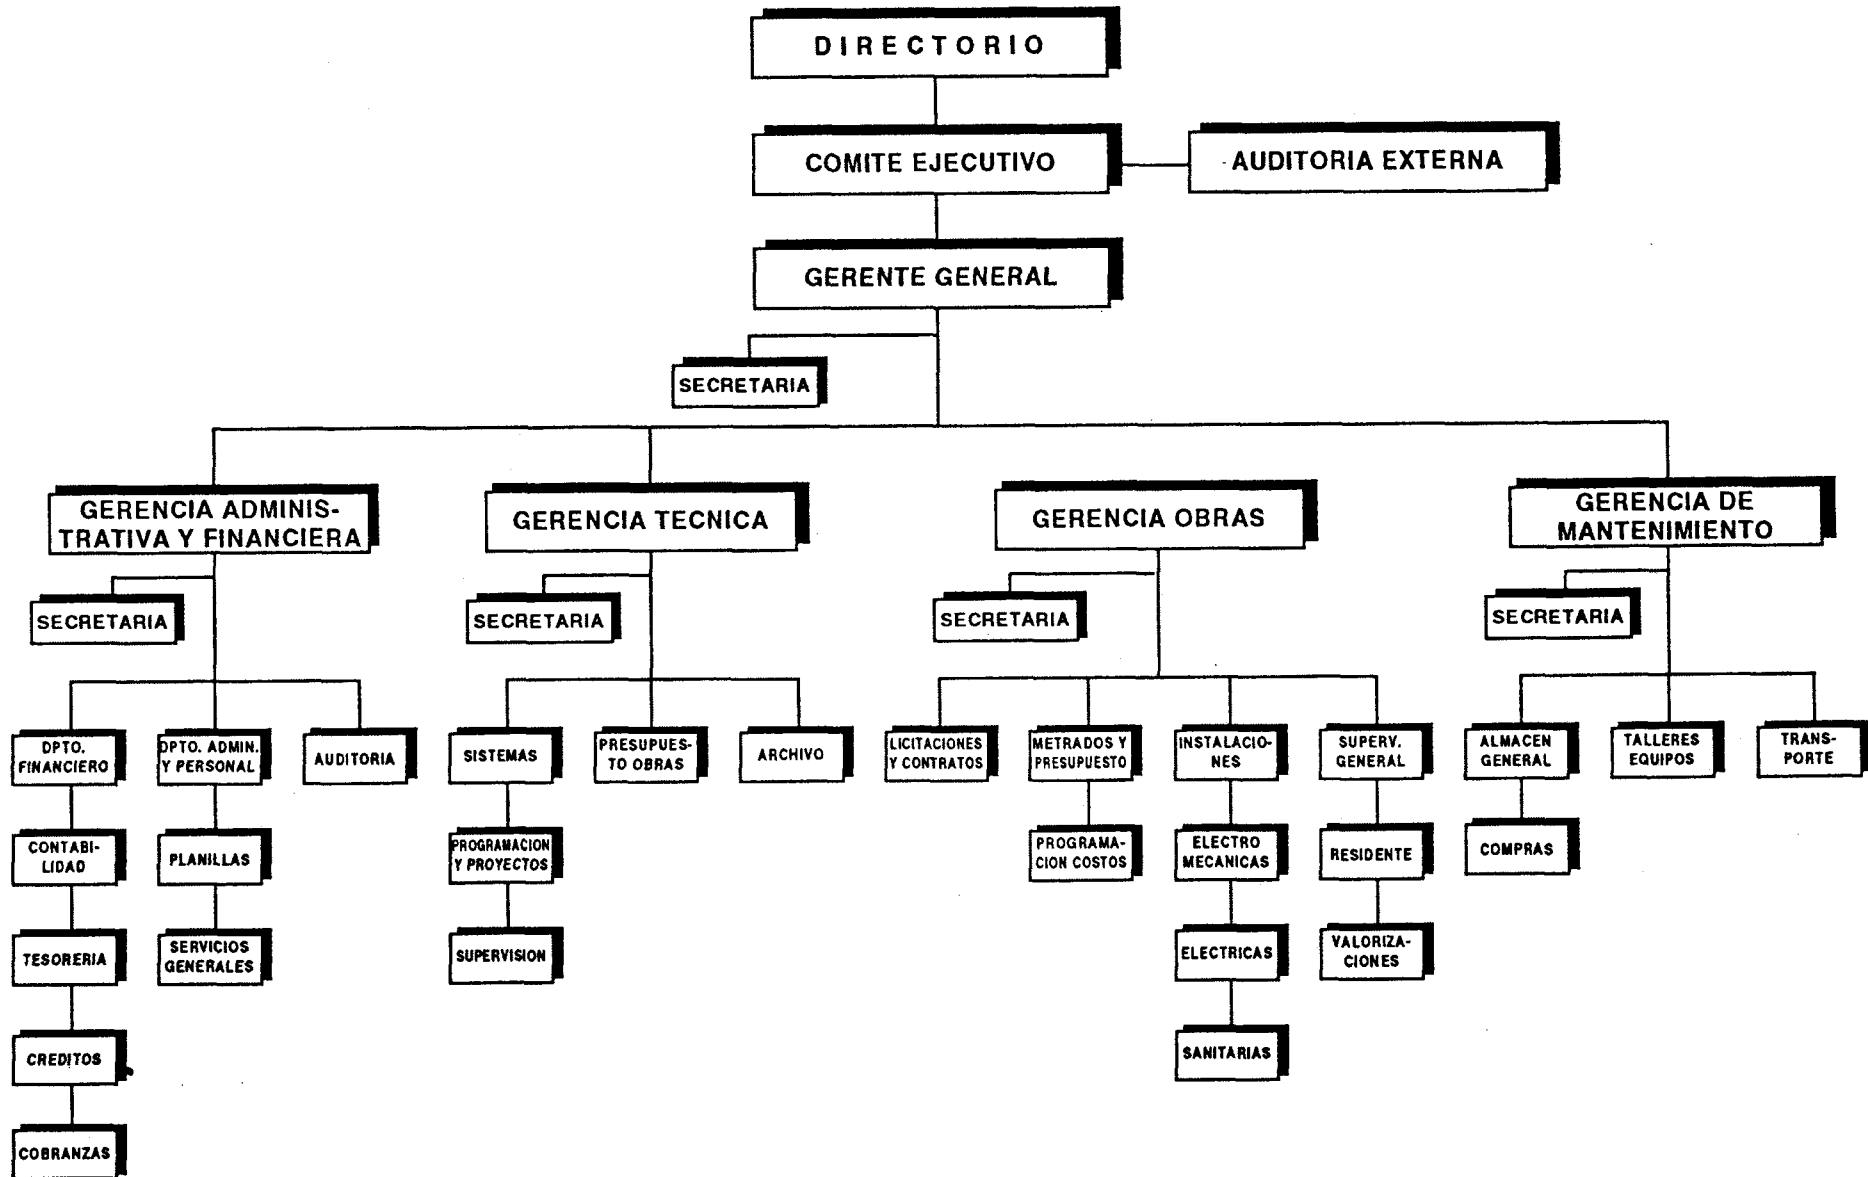 DIRECTORIO
COMITE EJECUTIVO
AUDITORIA EXTERNA
GERENTE GENERAL
SECRETARIA
GERENCIA ADMINIS-
TRATIVA Y FINANCIERA
GERENCIA TECNICA
GERENCIA OBRAS
GERENCIA DE
MANTENIMIENTO
SECRETARIA
SECRETARIA
SECRETARIA
SECRETARIA
DPTO.
FINANCIERO
DPTO. ADMIN.
Y PERSONAL
AUDITORIA
SISTEMAS
PRESUPUES-
TO OBRAS
ARCHIVO
LICITACIONES
Y CONTRATOS
METRADOS Y
PRESUPUESTO
INSTALACIO-
NES
SUPERV.
GENERAL
ALMACEN
GENERAL
TALLERES
EQUIPOS
TRANS-
PORTE
CONTABI-
LIDAD
PLANILLAS
PROGRAMACION
Y PROYECTOS
PROGRAMA-
CION COSTOS
ELECTRO
MECANICAS
RESIDENTE
COMPRAS
TESORERIA
SERVICIOS
GENERALES
SUPERVISION
ELECTRICAS
VALORIZA-
CIONES
CREDITOS
SANITARIAS
COBRANZAS